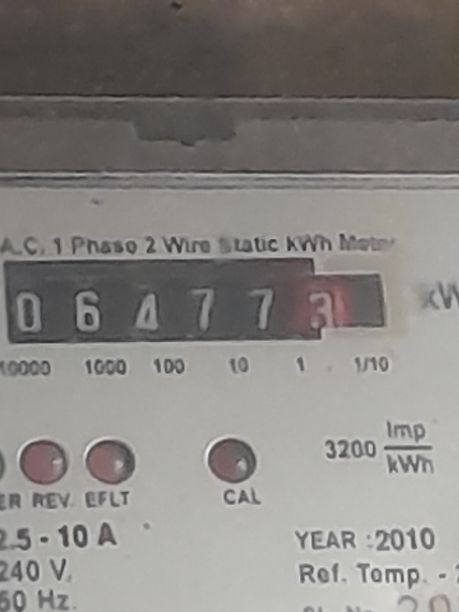 A.C. 1 Phase 2 Wire Static kWh Meter
0 6 4 7 7 3
10000 1000 100 10 1 1/10
3200 Imp/kWh
REV. EFLT CAL
2.5 - 10 A
YEAR : 2010
240 V.
Ref. Temp. -
50 Hz.